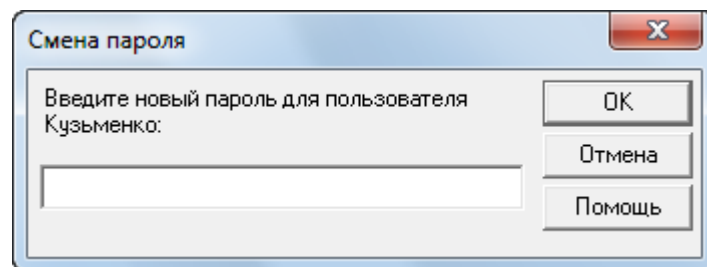 Смена пароля
Введите новый пароль для пользователя
Кузьменко:
OK
Отмена
Помощь